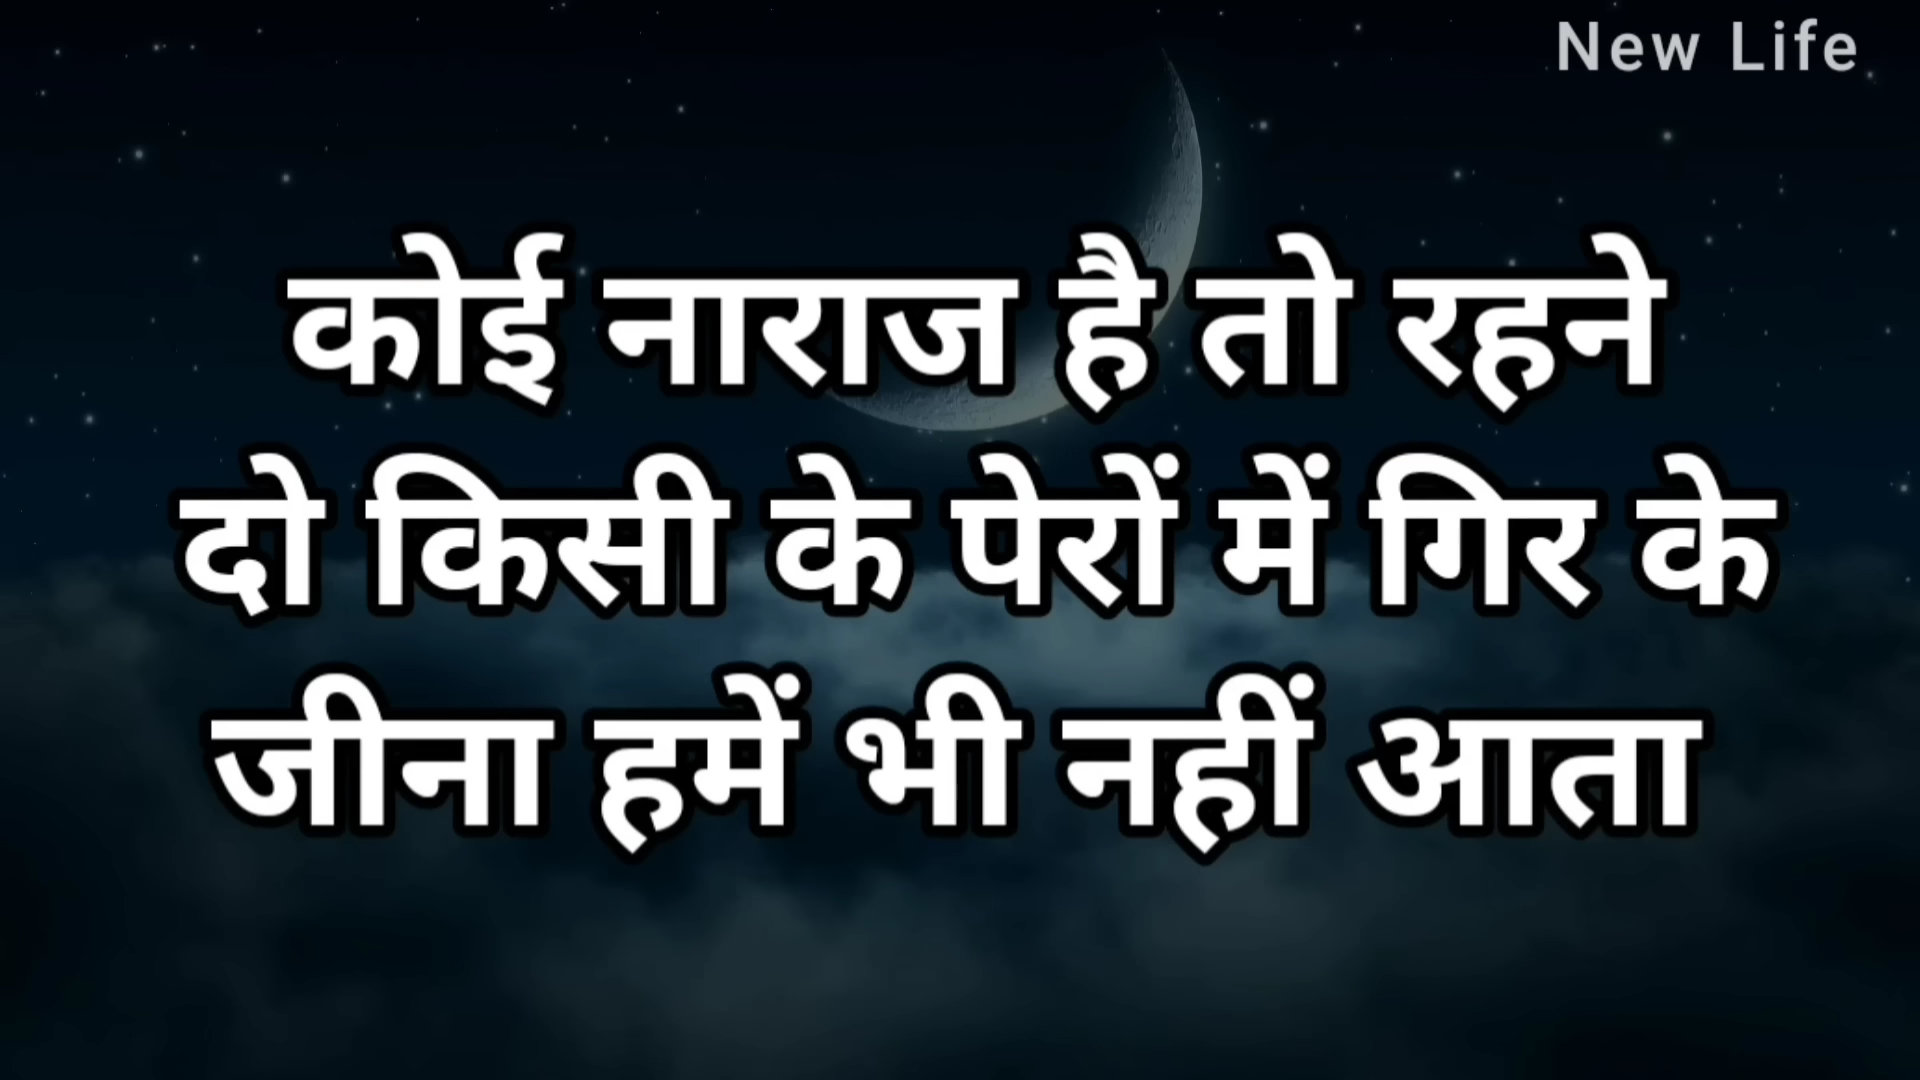 New Life
कोई नाराज है तो रहने
दो किसी के पेरों में गिर के
जीना हमें भी नहीं आता